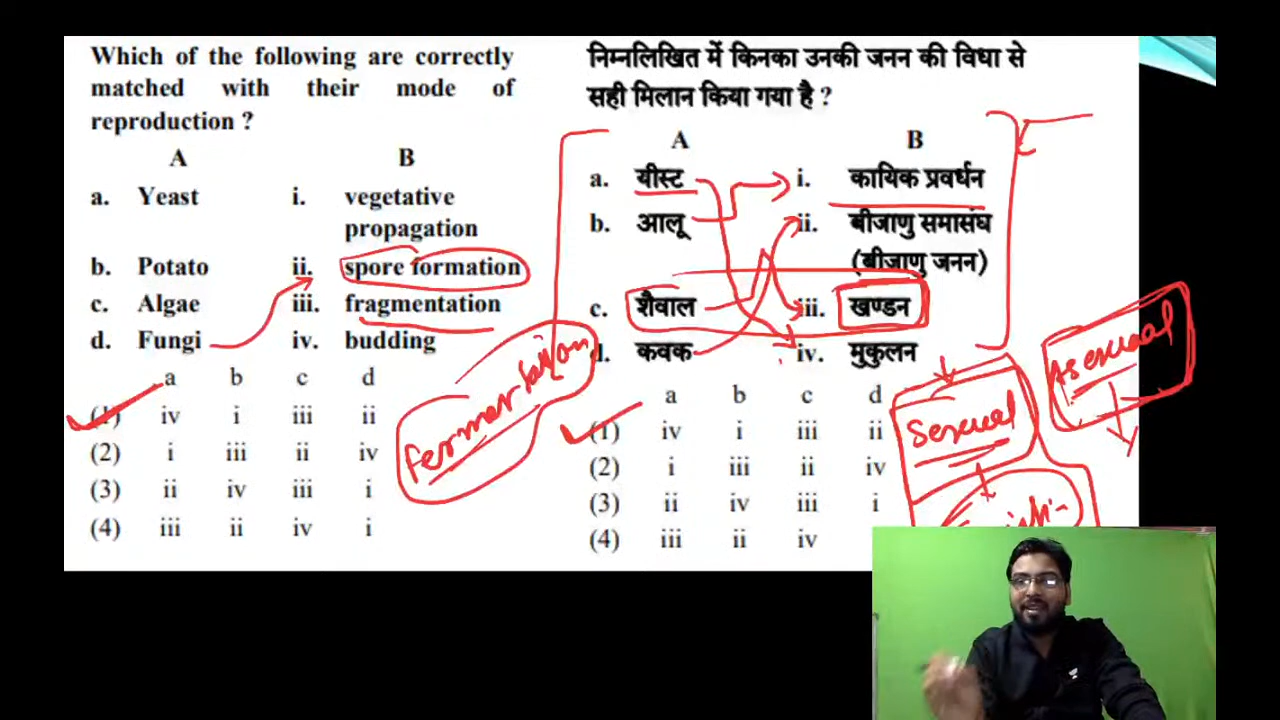 Which of the following are correctly
matched with their mode of
reproduction ?
A B
a. Yeast i. vegetative
propagation
b. Potato ii. spore formation
c. Algae iii. fragmentation
d. Fungi iv. budding
a b c d
(1) iv i iii ii
(2) i iii ii iv
(3) ii iv iii i
(4) iii ii iv i
निम्नलिखित में किनका उनकी जनन की विधा से
सही मिलान किया गया है ?
A B
a. यीस्ट i. कायिक प्रवर्धन
b. आलू ii. बीजाणु समासंघ
(बीजाणु जनन)
c. शैवाल iii. खण्डन
d. कवक iv. मुकुलन
a b c d
(1) iv i iii ii
(2) i iii ii iv
(3) ii iv iii i
(4) iii ii iv
fermentation
Sexual
Asexual